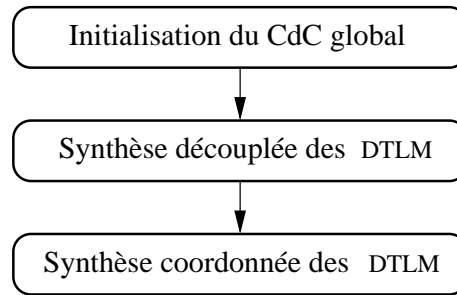 Initialisation du CdC global
Synthèse découplée des DTLM
Synthèse coordonnée des DTLM